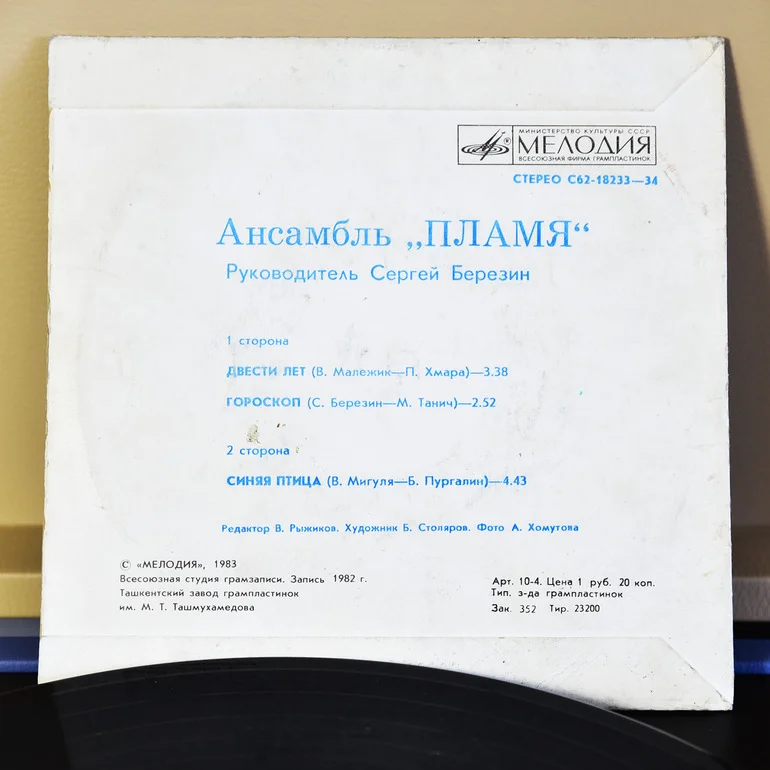 МИНИСТЕРСТВО КУЛЬТУРЫ СССР
МЕЛОДИЯ
ВСЕСОЮЗНАЯ ФИРМА ГРАМПЛАСТИНОК
СТЕРЕО С62-18233—34
Ансамбль „ПЛАМЯ“
Руководитель Сергей Березин
1 сторона
ДВЕСТИ ЛЕТ (В. Малежик—П. Хмара)—3.38
ГОРОСКОП (С. Березин—М. Танич)—2.52
2 сторона
СИНЯЯ ПТИЦА (В. Мигуля—Б. Пургалин)—4.43
Редактор В. Рыжиков. Художник Б. Столяров. Фото А. Хомутова
© «МЕЛОДИЯ», 1983
Всесоюзная студия грамзаписи. Запись 1982 г.
Ташкентский завод грампластинок
им. М. Т. Ташмухамедова
Арт. 10-4. Цена 1 руб. 20 коп.
Тип. з-да грампластинок
Зак. 352 Тир. 23200